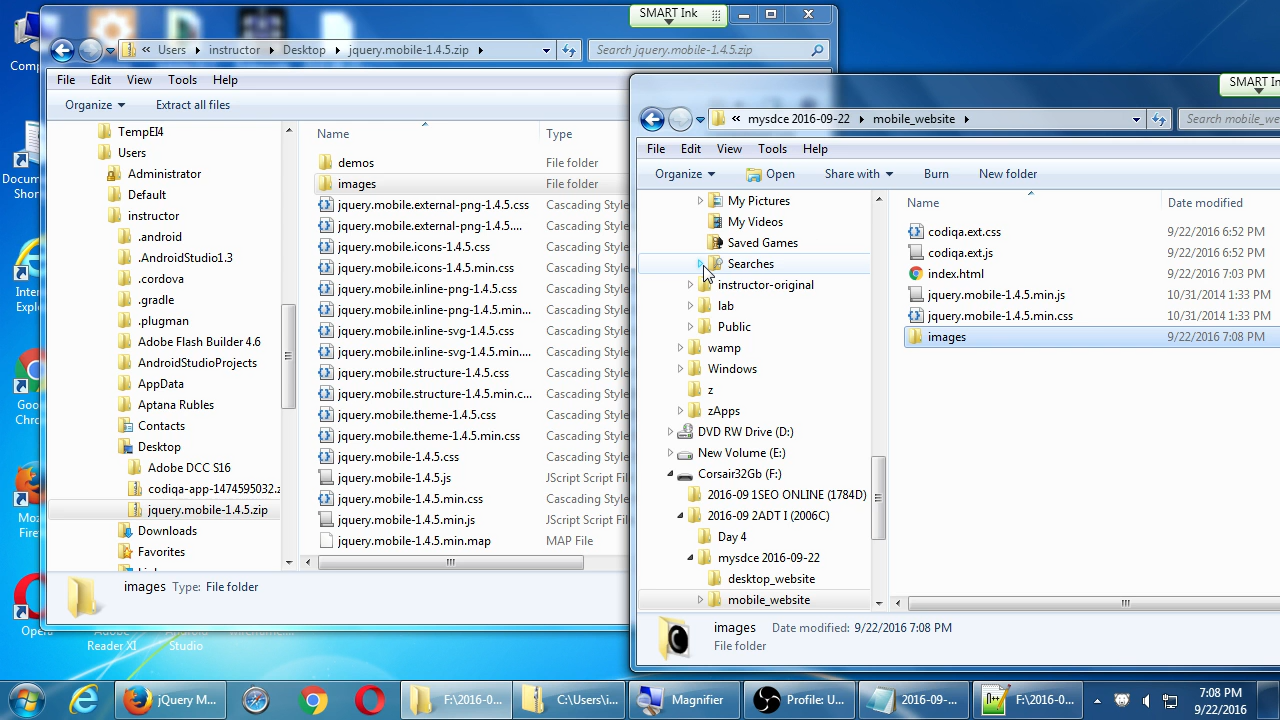 SMART Ink
« Users ▸ instructor ▸ Desktop ▸ jquery.mobile-1.4.5.zip ▸
Search jquery.mobile-1.4.5.zip
File Edit View Tools Help
Organize Extract all files
TempEI4
Users
Administrator
Default
instructor
.android
.AndroidStudio1.3
.cordova
.gradle
.plugman
Adobe Flash Builder 4.6
AndroidStudioProjects
AppData
Aptana Rubles
Contacts
Desktop
Adobe DCC S16
codiqa-app-1474595032.z
jquery.mobile-1.4.5.zip
Downloads
Favorites
Name Type
demos File folder
images File folder
jquery.mobile.external-png-1.4.5.css Cascading Style
jquery.mobile.external-png-1.4.5.... Cascading Style
jquery.mobile.icons-1.4.5.css Cascading Style
jquery.mobile.icons-1.4.5.min.css Cascading Style
jquery.mobile.inline-png-1.4.5.css Cascading Style
jquery.mobile.inline-png-1.4.5.min... Cascading Style
jquery.mobile.inline-svg-1.4.5.css Cascading Style
jquery.mobile.inline-svg-1.4.5.min.... Cascading Style
jquery.mobile.structure-1.4.5.css Cascading Style
jquery.mobile.structure-1.4.5.min.c... Cascading Style
jquery.mobile.theme-1.4.5.css Cascading Style
jquery.mobile.theme-1.4.5.min.css Cascading Style
jquery.mobile-1.4.5.css Cascading Style
jquery.mobile-1.4.5.js JScript Script Fil
jquery.mobile-1.4.5.min.css Cascading Style
jquery.mobile-1.4.5.min.js JScript Script Fil
jquery.mobile-1.4.5.min.map MAP File
images Type: File folder
SMART In
« mysdce 2016-09-22 ▸ mobile_website ▸
Search mobile_we
File Edit View Tools Help
Organize Open Share with Burn New folder
My Pictures
My Videos
Saved Games
Searches
instructor-original
lab
Public
wamp
Windows
z
zApps
DVD RW Drive (D:)
New Volume (E:)
Corsair32Gb (F:)
2016-09 1SEO ONLINE (1784D)
2016-09 2ADT I (2006C)
Day 4
mysdce 2016-09-22
desktop_website
mobile_website
Name Date modified
codiqa.ext.css 9/22/2016 6:52 PM
codiqa.ext.js 9/22/2016 6:52 PM
index.html 9/22/2016 7:03 PM
jquery.mobile-1.4.5.min.js 10/31/2014 1:33 PM
jquery.mobile-1.4.5.min.css 10/31/2014 1:33 PM
images 9/22/2016 7:08 PM
images Date modified: 9/22/2016 7:08 PM
File folder
Comp
Docum
Shor
Inter
Explo
Goo
Chro
Moz
Firef
Opera
Adobe
Reader XI
Android
Studio
jQuery M...
F:\2016-0...
C:\Users\i...
Magnifier
Profile: U...
2016-09-...
F:\2016-0...
7:08 PM
9/22/2016